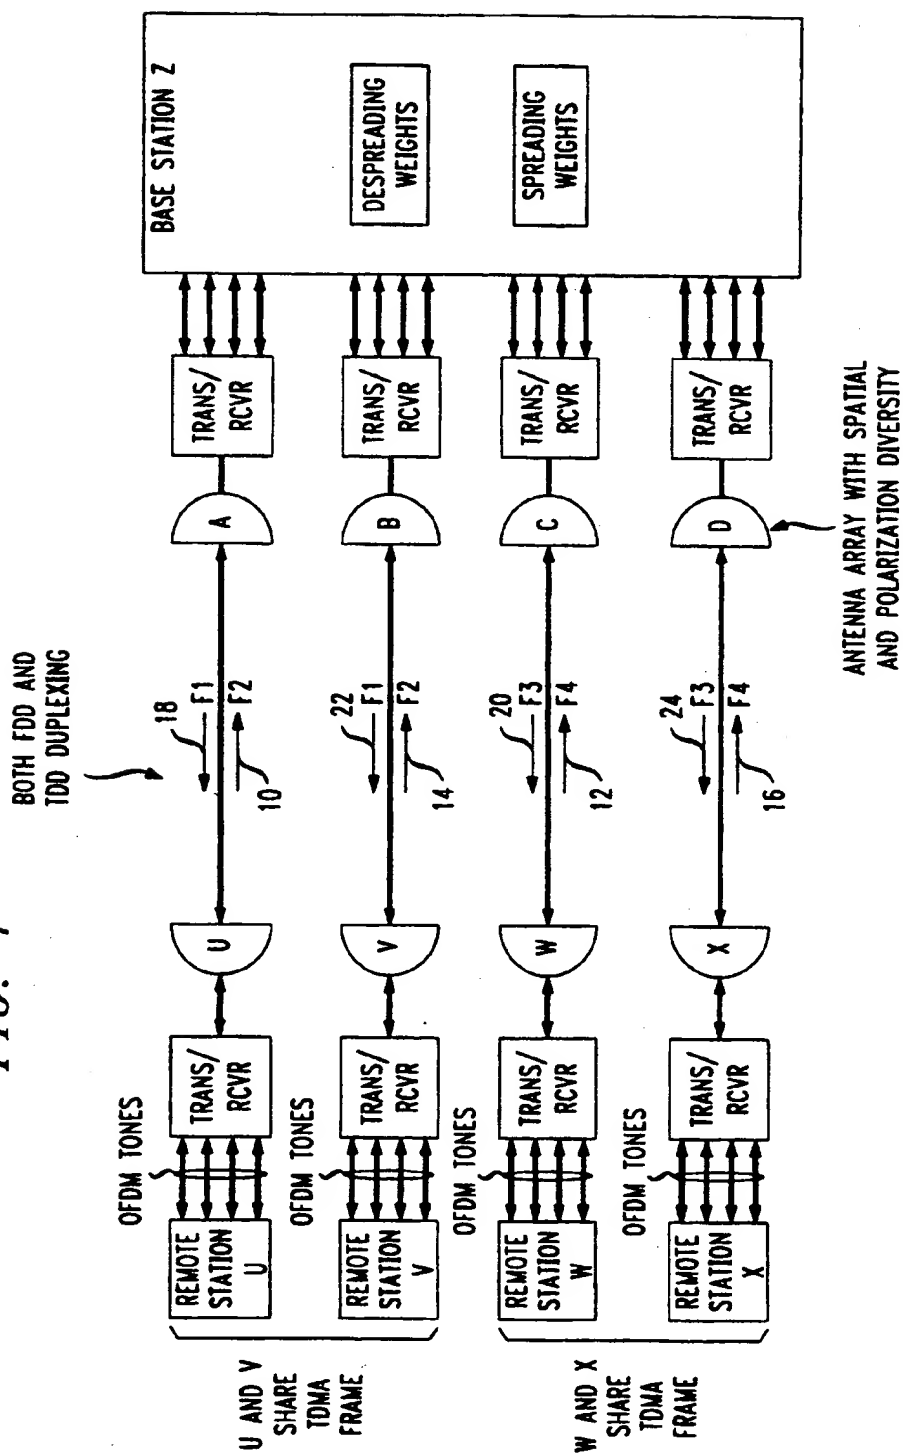 BOTH FDD AND
TDD DUPLEXING
U AND V
SHARE
TDMA
FRAME
REMOTE
STATION
U
OFDM TONES
TRANS/
RCVR
U
18
F1
F2
10
A
TRANS/
RCVR
REMOTE
STATION
V
OFDM TONES
TRANS/
RCVR
V
22
F1
F2
14
B
TRANS/
RCVR
W AND X
SHARE
TDMA
FRAME
REMOTE
STATION
W
OFDM TONES
TRANS/
RCVR
W
20
F3
F4
12
C
TRANS/
RCVR
REMOTE
STATION
X
OFDM TONES
TRANS/
RCVR
X
24
F3
F4
16
D
TRANS/
RCVR
BASE STATION Z
DESPREADING
WEIGHTS
SPREADING
WEIGHTS
ANTENNA ARRAY WITH SPATIAL
AND POLARIZATION DIVERSITY